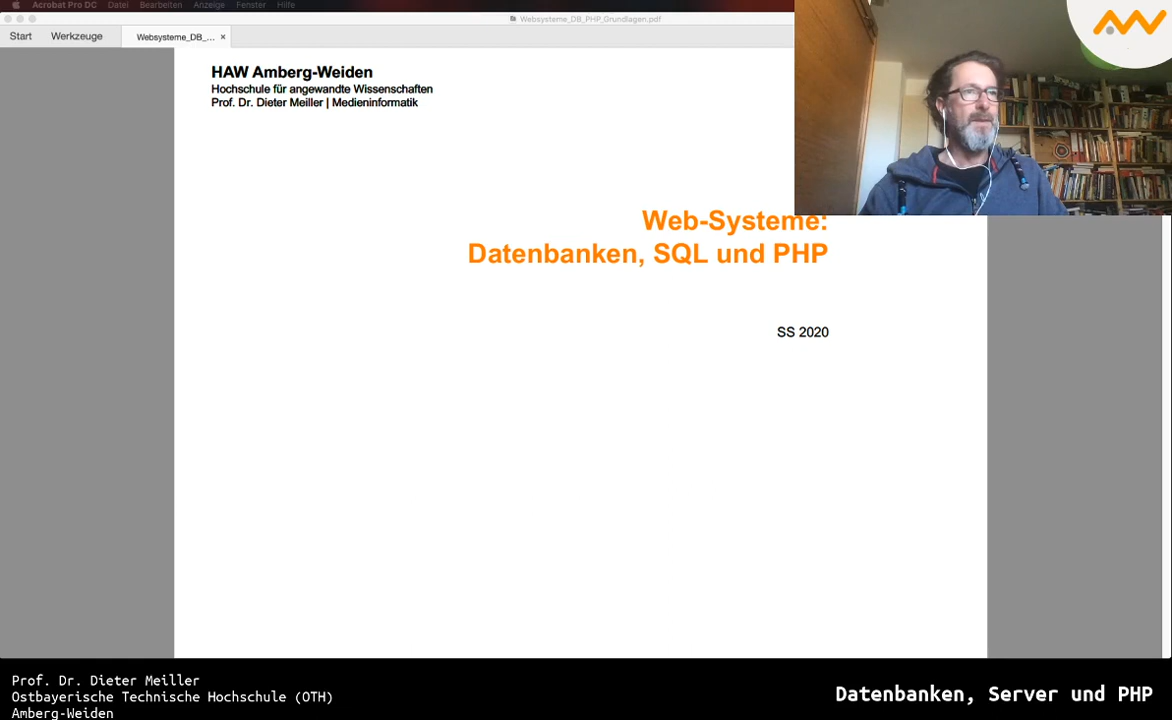 Acrobat Pro DC Datei Bearbeiten Anzeige Fenster Hilfe
Websysteme_DB_PHP_Grundlagen.pdf
Start Werkzeuge Websysteme_DB_... ×
HAW Amberg-Weiden
Hochschule für angewandte Wissenschaften
Prof. Dr. Dieter Meiller | Medieninformatik
Web-Systeme:
Datenbanken, SQL und PHP
SS 2020
Prof. Dr. Dieter Meiller
Ostbayerische Technische Hochschule (OTH)
Amberg-Weiden
Datenbanken, Server und PHP